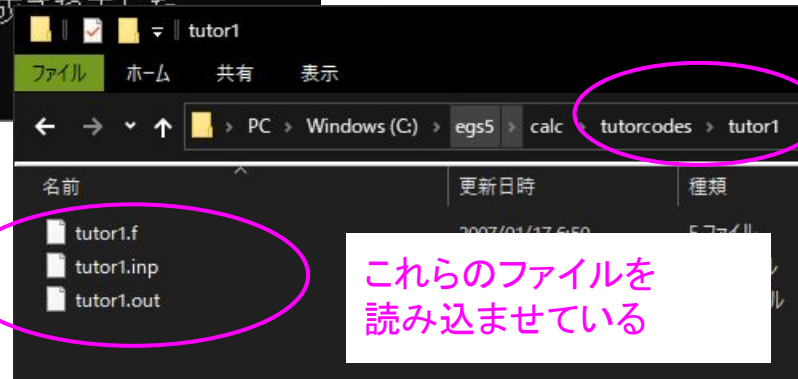 tutor1
ファイル ホーム 共有 表示
PC > Windows (C:) > egs5 > calc > tutorcodes > tutor1
名前 更新日時 種類
tutor1.f 2007/01/17 6:50 F ファイル
tutor1.inp
tutor1.out
これらのファイルを
読み込ませている